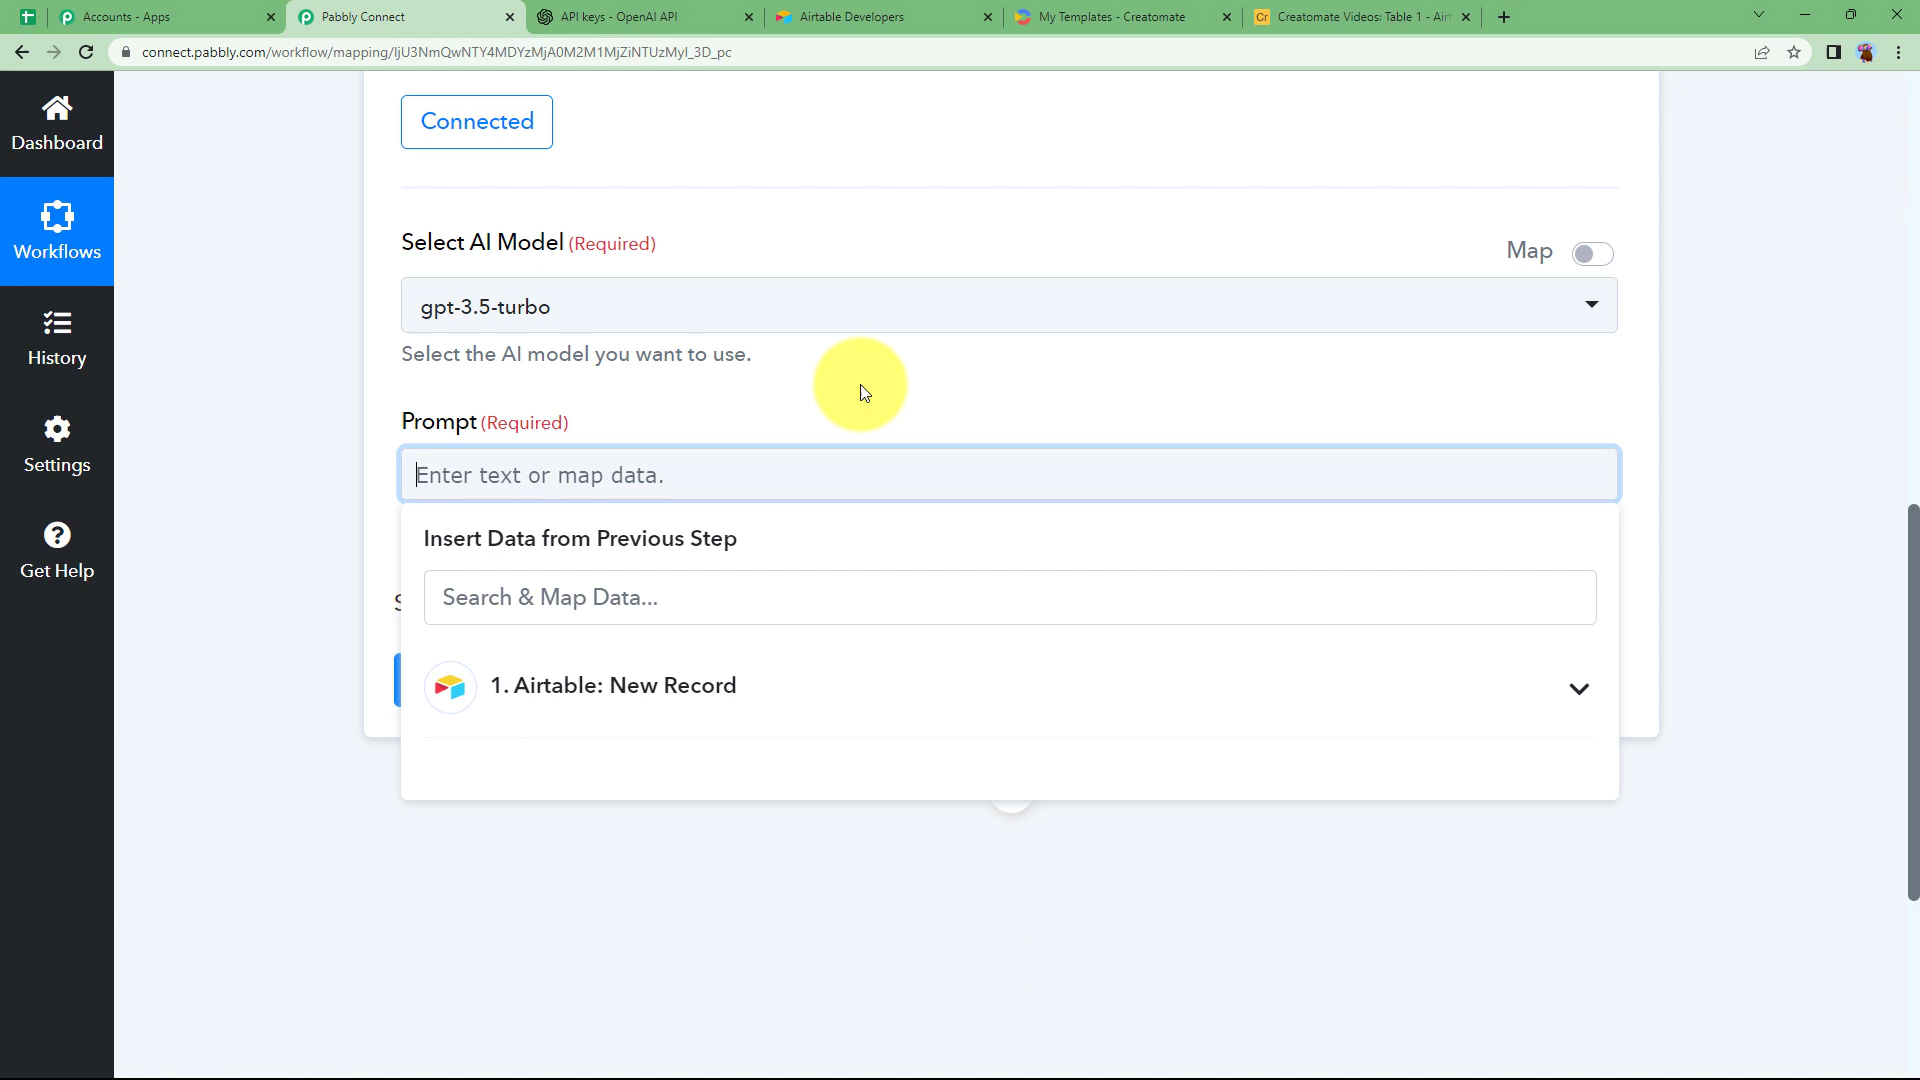 Accounts - Apps
Pabbly Connect
API keys - OpenAI API
Airtable Developers
My Templates - Creatomate
Cr
Creatomate Videos: Table 1 - Air
connect.pabbly.com/workflow/mapping/IjU3NmQwNTY4MDYzMjA0M2M1MjZiNTUzMyI_3D_pc
Dashboard
Workflows
History
Settings
Get Help
Connected
Select AI Model (Required)
Map
gpt-3.5-turbo
Select the AI model you want to use.
Prompt (Required)
Enter text or map data.
Insert Data from Previous Step
Search & Map Data...
1. Airtable: New Record